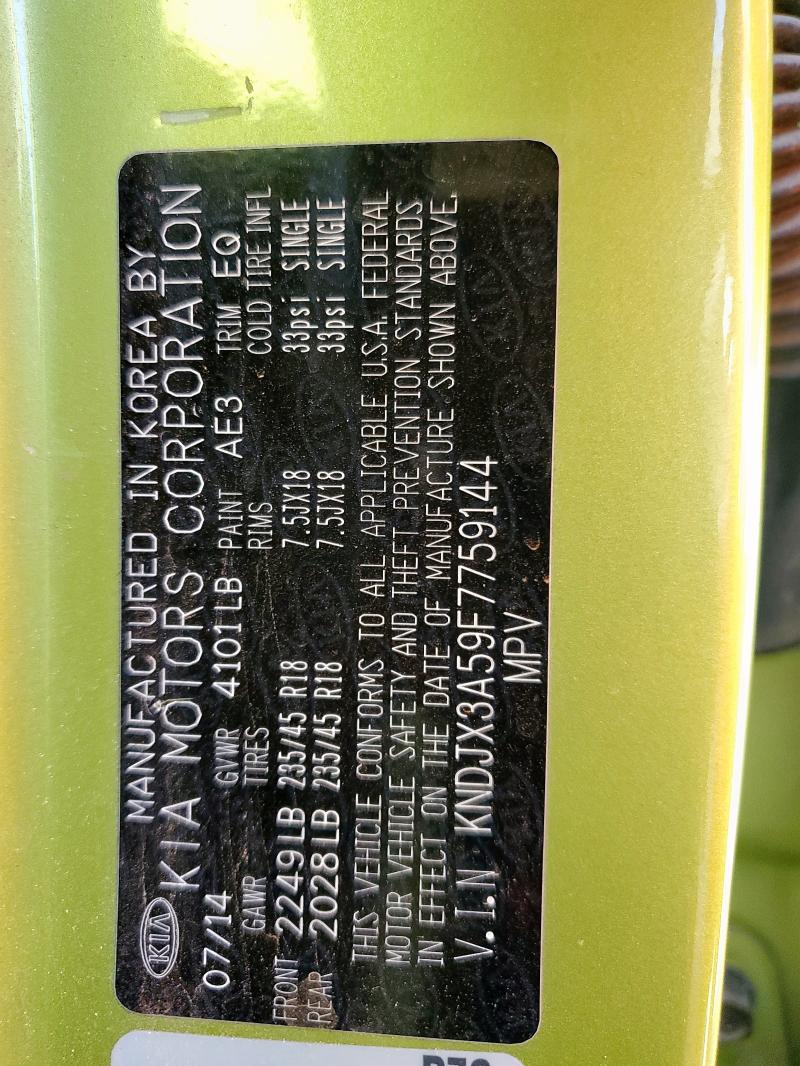 KIA
MANUFACTURED IN KOREA BY
KIA MOTORS CORPORATION
07/14 GVWR 4101LB PAINT AE3 TRIM EQ
GAWR TIRES RIMS COLD TIRE INFL
FRONT 2249LB 235/45 R18 7.5JX18 33psi SINGLE
REAR 2028LB 235/45 R18 7.5JX18 33psi SINGLE
THIS VEHICLE CONFORMS TO ALL APPLICABLE U.S.A. FEDERAL
MOTOR VEHICLE SAFETY AND THEFT PREVENTION STANDARDS
IN EFFECT ON THE DATE OF MANUFACTURE SHOWN ABOVE.
V.I.N KNDJX3A59F7759144
MPV